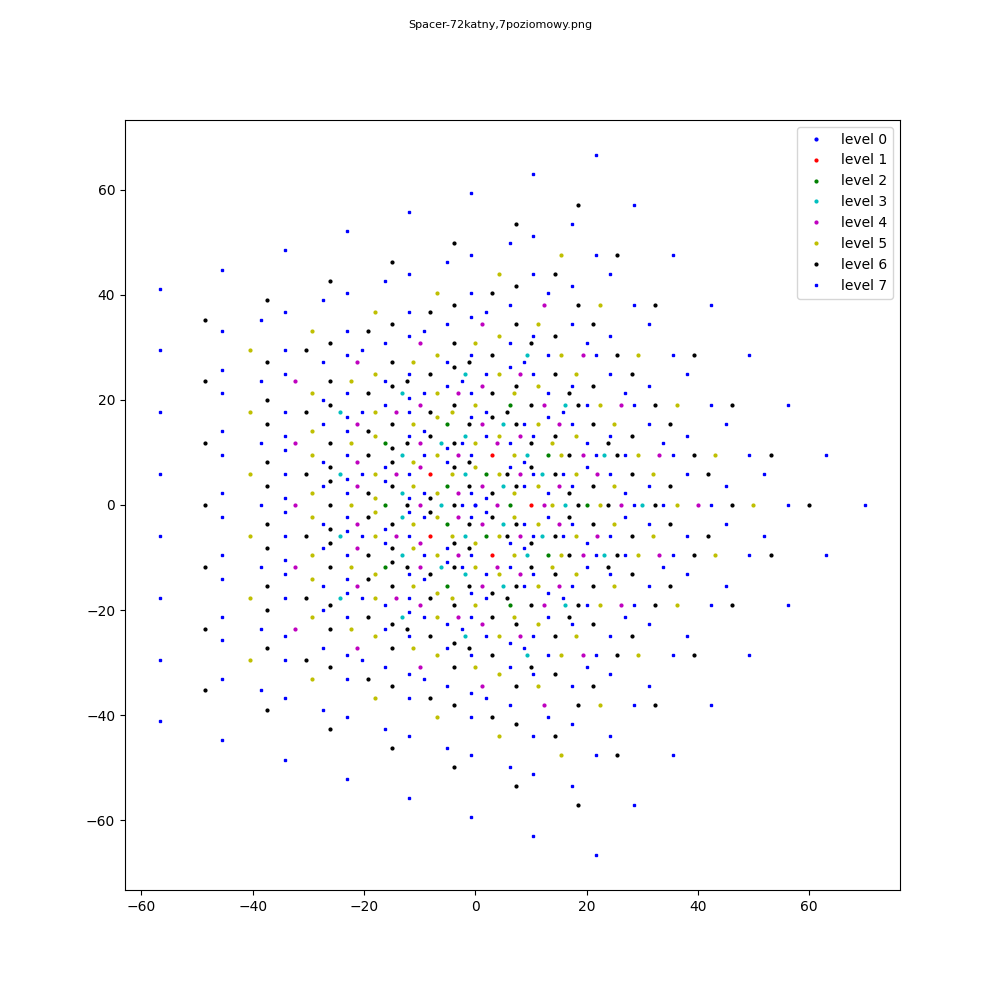 Spacer-72katny,7poziomowy.png
level 0
level 1
level 2
level 3
level 4
level 5
level 6
level 7
60
40
20
0
−20
−40
−60
−60 −40 −20 0 20 40 60